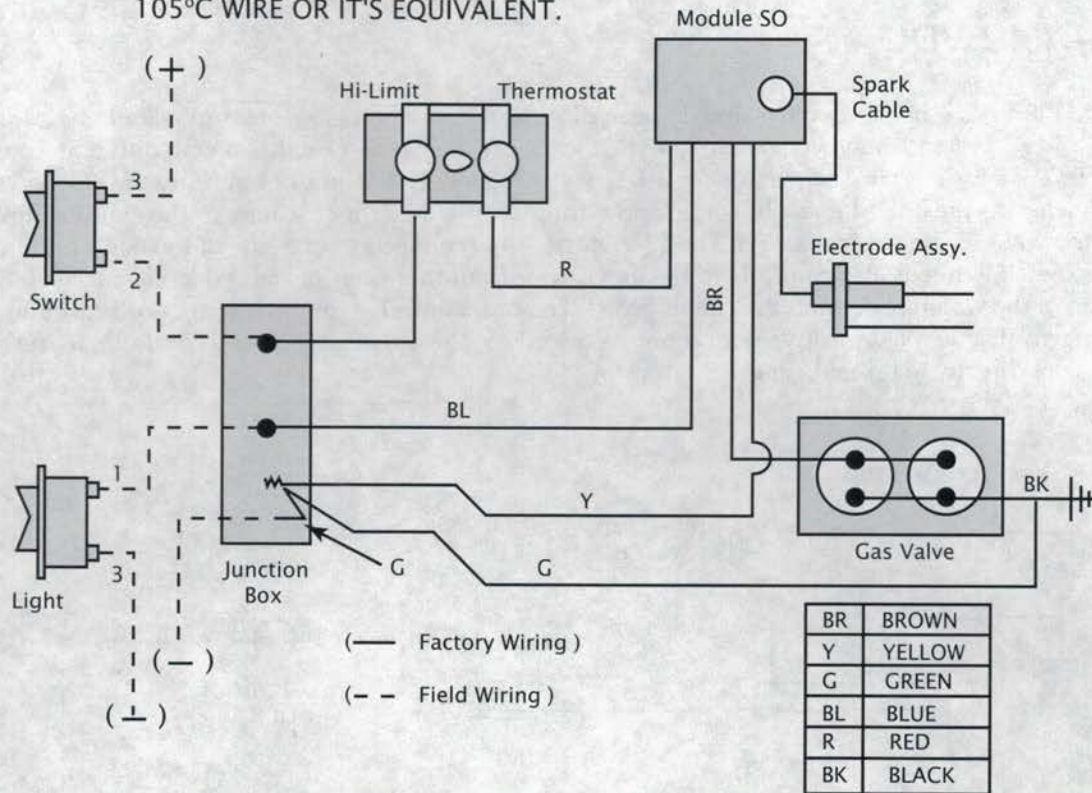 105°C WIRE OR IT'S EQUIVALENT.
Module SO
(+)
Hi-Limit
Thermostat
Spark
Cable
3
2
Switch
R
BR
Electrode Assy.
BL
1
Y
BK
Gas Valve
3
Light
Junction
Box
G
G
(— Factory Wiring )
(−)
(– – Field Wiring )
(−)
BR BROWN
Y YELLOW
G GREEN
BL BLUE
R RED
BK BLACK